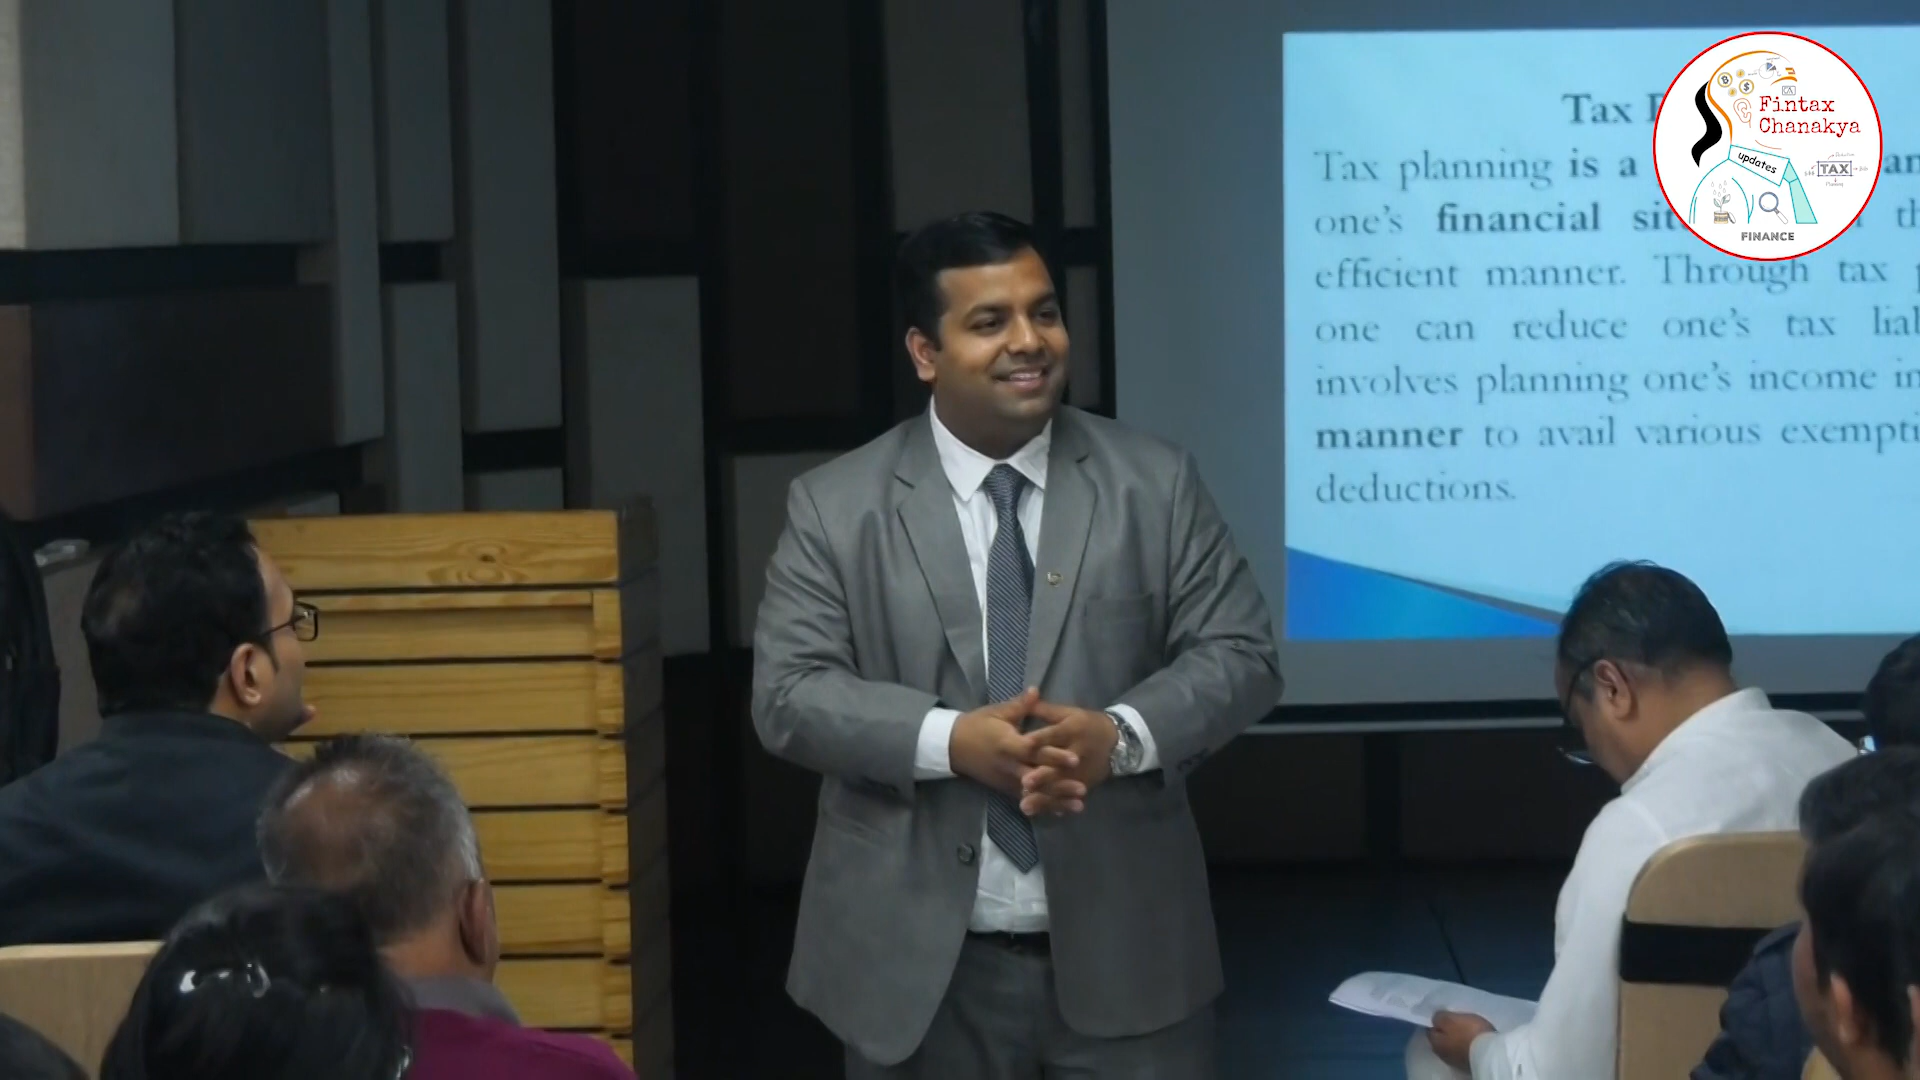 Tax
Tax planning is a
one's financial
efficient manner. Through tax
one can reduce one's tax
involves planning one's income
manner to avail various
deductions.
Fintax
Chanakya
updates
TAX
FINANCE